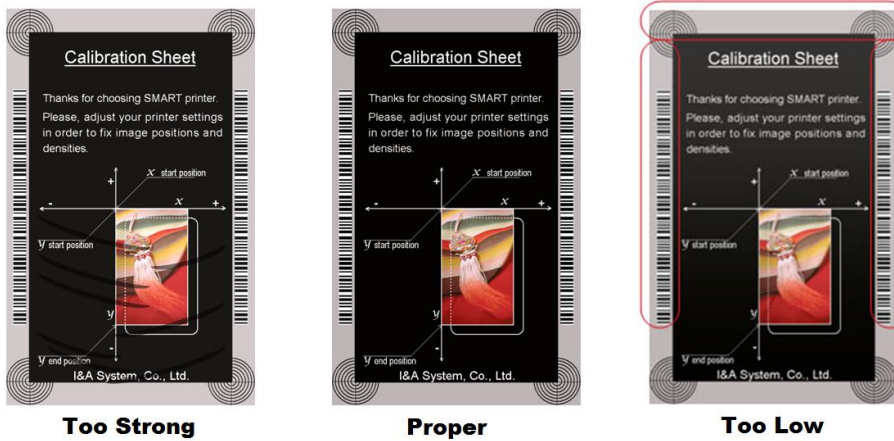 Calibration Sheet
Thanks for choosing SMART printer.
Please, adjust your printer settings
in order to fix image positions and
densities.
x start position
+
- x +
y start position
y
-
y end position
I&A System, Co., Ltd.
Too Strong
Calibration Sheet
Thanks for choosing SMART printer.
Please, adjust your printer settings
in order to fix image positions and
densities.
x start position
+
- x +
y start position
y
-
y end position
I&A System, Co., Ltd.
Proper
Calibration Sheet
Thanks for choosing SMART printer.
Please, adjust your printer settings
in order to fix image positions and
densities.
x start position
+
- x +
y start position
y
-
y end position
I&A System, Co., Ltd.
Too Low